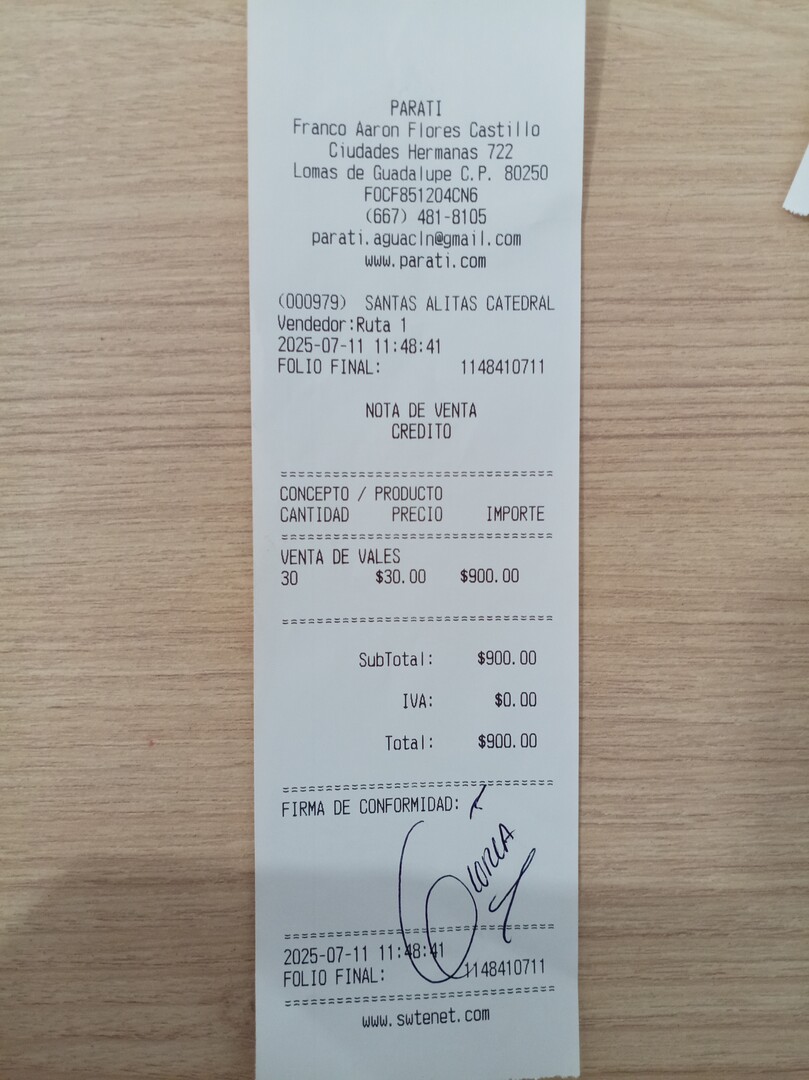 PARATI
Franco Aaron Flores Castillo
Ciudades Hermanas 722
Lomas de Guadalupe C.P. 80250
FOCF851204CN6
(667) 481-8105
parati.aguacln@gmail.com
www.parati.com
(000979) SANTAS ALITAS CATEDRAL
Vendedor:Ruta 1
2025-07-11 11:48:41
FOLIO FINAL: 1148410711
NOTA DE VENTA
CREDITO
CONCEPTO / PRODUCTO
CANTIDAD PRECIO IMPORTE
VENTA DE VALES
30 $30.00 $900.00
SubTotal: $900.00
IVA: $0.00
Total: $900.00
FIRMA DE CONFORMIDAD:
2025-07-11 11:48:41
FOLIO FINAL: 1148410711
www.swtenet.com